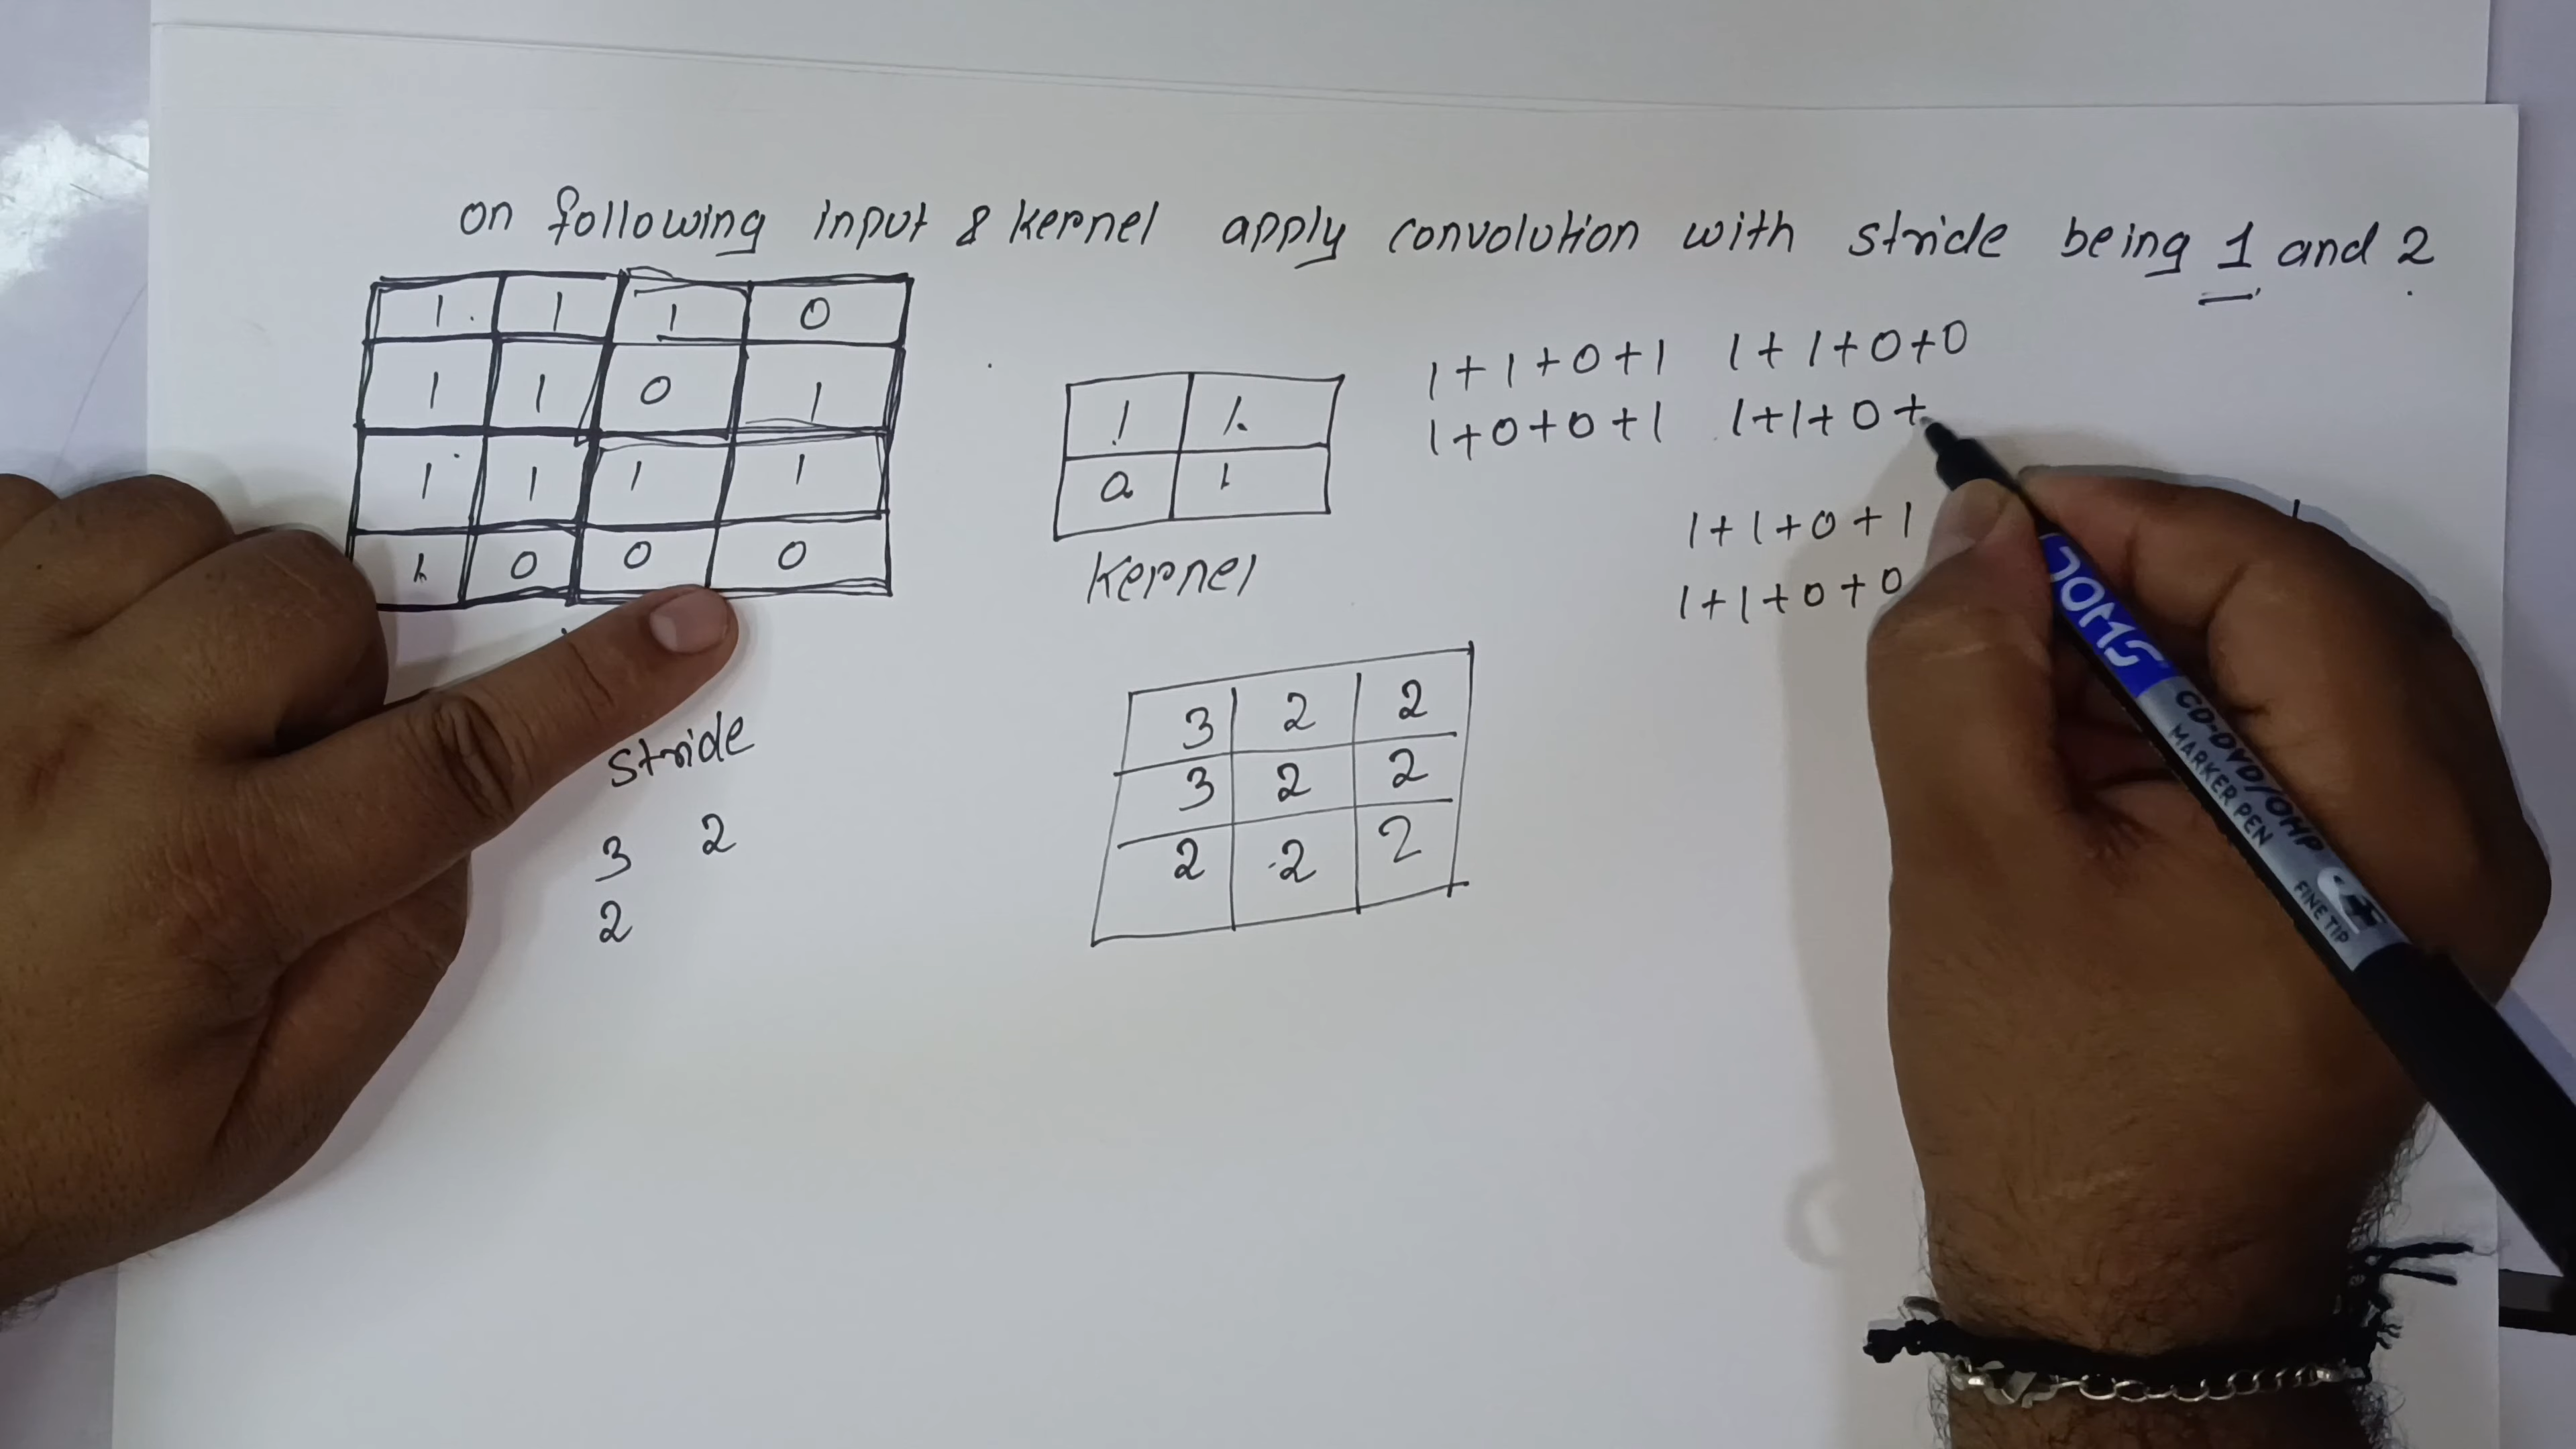 on following input & kernel apply convolution with stride being 1 and 2
1 1 1 0
1 1 0 1
1 1 1 1
1 0 0 0
1 1
0 1
Kernel
1+1+0+1 1+1+0+0
1+0+0+1 1+1+0+
1+1+0+1
1+1+0+0
stride
3 2
2
3 2 2
3 2 2
2 2 2
DOMS
CD-DVD/OHP
MARKER PEN
FINE TIP